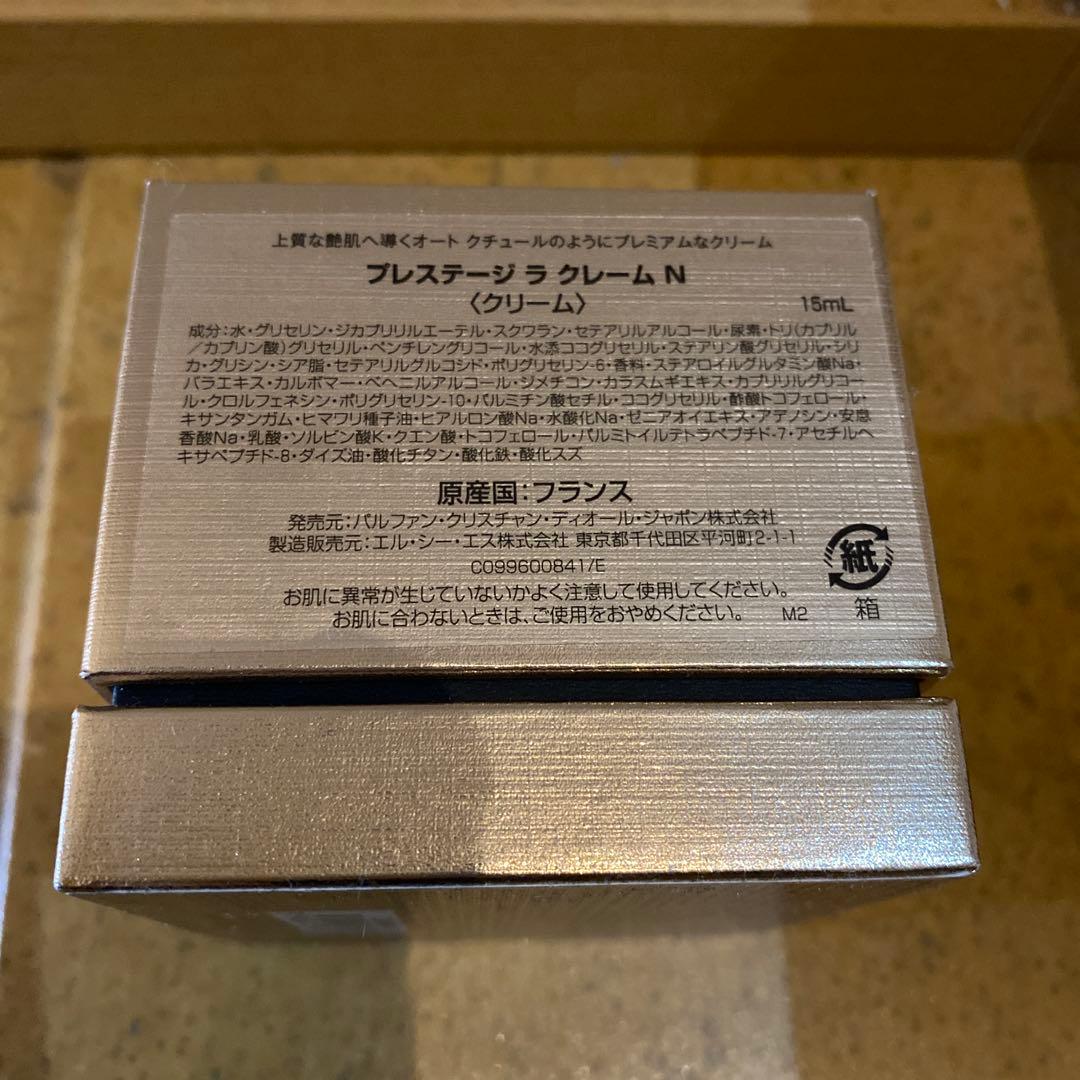 上質な艶肌へ導くオート クチュールのようにプレミアムなクリーム
プレステージ ラ クレーム N
〈クリーム〉 15mL
成分：水・グリセリン・ジカプリリルエーテル・スクワラン・セテアリルアルコール・尿素・トリ(カプリル
／カプリン酸)グリセリル・ペンチレングリコール・水添ココグリセリル・ステアリン酸グリセリル・シリ
カ・グリシン・シア脂・セテアリルグルコシド・ポリグリセリン-6・香料・ステアロイルグルタミン酸Na・
バラエキス・カルボマー・ベヘニルアルコール・ジメチコン・カラスムギエキス・カプリリルグリコー
ル・クロルフェネシン・ポリグリセリン-10・パルミチン酸セチル・ココグリセリル・酢酸トコフェロール・
キサンタンガム・ヒマワリ種子油・ヒアルロン酸Na・水酸化Na・ゼニアオイエキス・アデノシン・安息
香酸Na・乳酸・ソルビン酸K・クエン酸・トコフェロール・パルミトイルテトラペプチド-7・アセチルヘ
キサペプチド-8・ダイズ油・酸化チタン・酸化鉄・酸化スズ
原産国：フランス
発売元：パルファン・クリスチャン・ディオール・ジャポン株式会社
製造販売元：エル・シー・エス株式会社 東京都千代田区平河町2-1-1
C099600841/E
紙
お肌に異常が生じていないかよく注意して使用してください。
お肌に合わないときは、ご使用をおやめください。 M2 箱